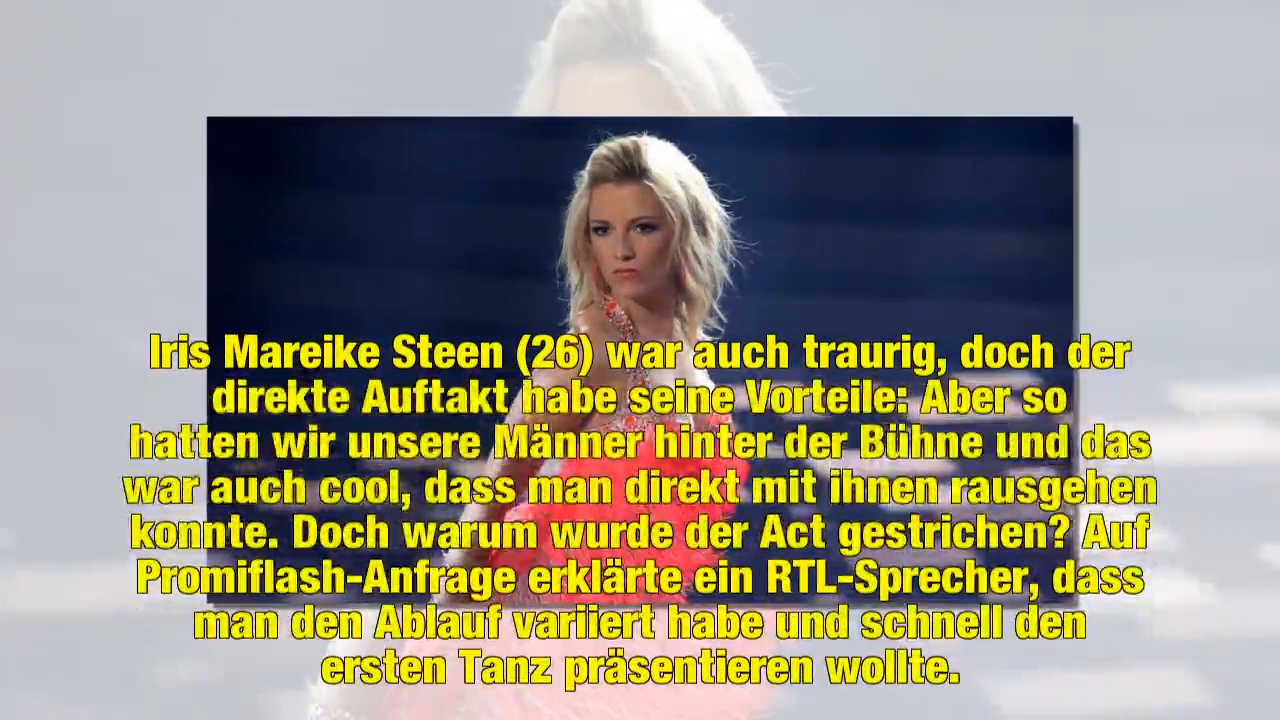 Iris Mareike Steen (26) war auch traurig, doch der
direkte Auftakt habe seine Vorteile: Aber so
hatten wir unsere Männer hinter der Bühne und das
war auch cool, dass man direkt mit ihnen rausgehen
konnte. Doch warum wurde der Act gestrichen? Auf
Promiflash-Anfrage erklärte ein RTL-Sprecher, dass
man den Ablauf variiert habe und schnell den
ersten Tanz präsentieren wollte.